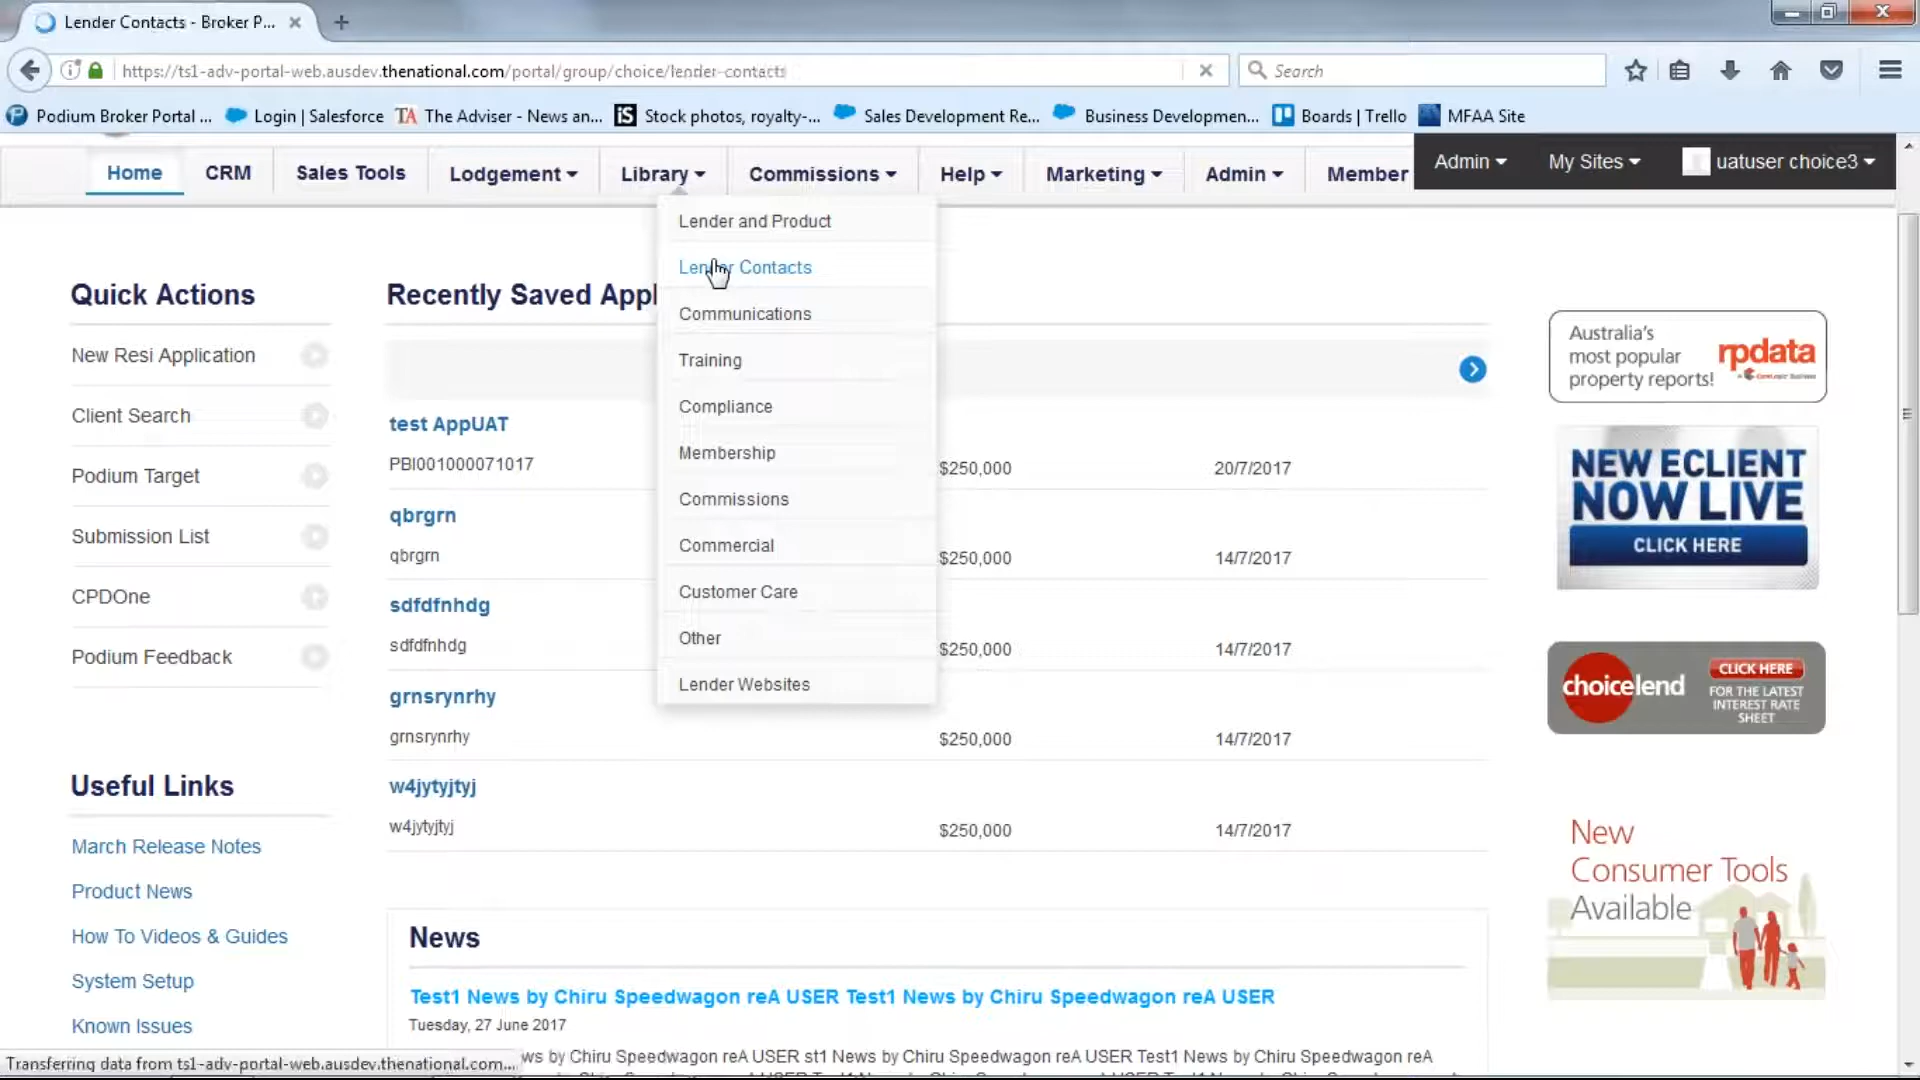 Lender Contacts - Broker P...
https://ts1-adv-portal-web.ausdev.thenational.com/portal/group/choice/lender-contacts
Search
Podium Broker Portal ...
Login | Salesforce
TA The Adviser - News an...
iS Stock photos, royalty-...
Sales Development Re...
Business Developmen...
Boards | Trello
MFAA Site
Home
CRM
Sales Tools
Lodgement
Library
Commissions
Help
Marketing
Admin
Member
Admin
My Sites
uatuser choice3
Lender and Product
Lender Contacts
Communications
Training
Compliance
Membership
Commissions
Commercial
Customer Care
Other
Lender Websites
Quick Actions
New Resi Application
Client Search
Podium Target
Submission List
CPDOne
Podium Feedback
Useful Links
March Release Notes
Product News
How To Videos & Guides
System Setup
Known Issues
Recently Saved Appl
test AppUAT
PBI001000071017
$250,000
20/7/2017
qbrgrn
qbrgrn
$250,000
14/7/2017
sdfdfnhdg
sdfdfnhdg
$250,000
14/7/2017
grnsrynrhy
grnsrynrhy
$250,000
14/7/2017
w4jytyjtyj
w4jytyjtyj
$250,000
14/7/2017
News
Test1 News by Chiru Speedwagon reA USER Test1 News by Chiru Speedwagon reA USER
Tuesday, 27 June 2017
ws by Chiru Speedwagon reA USER st1 News by Chiru Speedwagon reA USER Test1 News by Chiru Speedwagon reA
Australia's
most popular
property reports!
rpdata
NEW ECLIENT
NOW LIVE
CLICK HERE
choicelend
CLICK HERE
FOR THE LATEST
INTEREST RATE
SHEET
New
Consumer Tools
Available
Transferring data from ts1-adv-portal-web.ausdev.thenational.com...